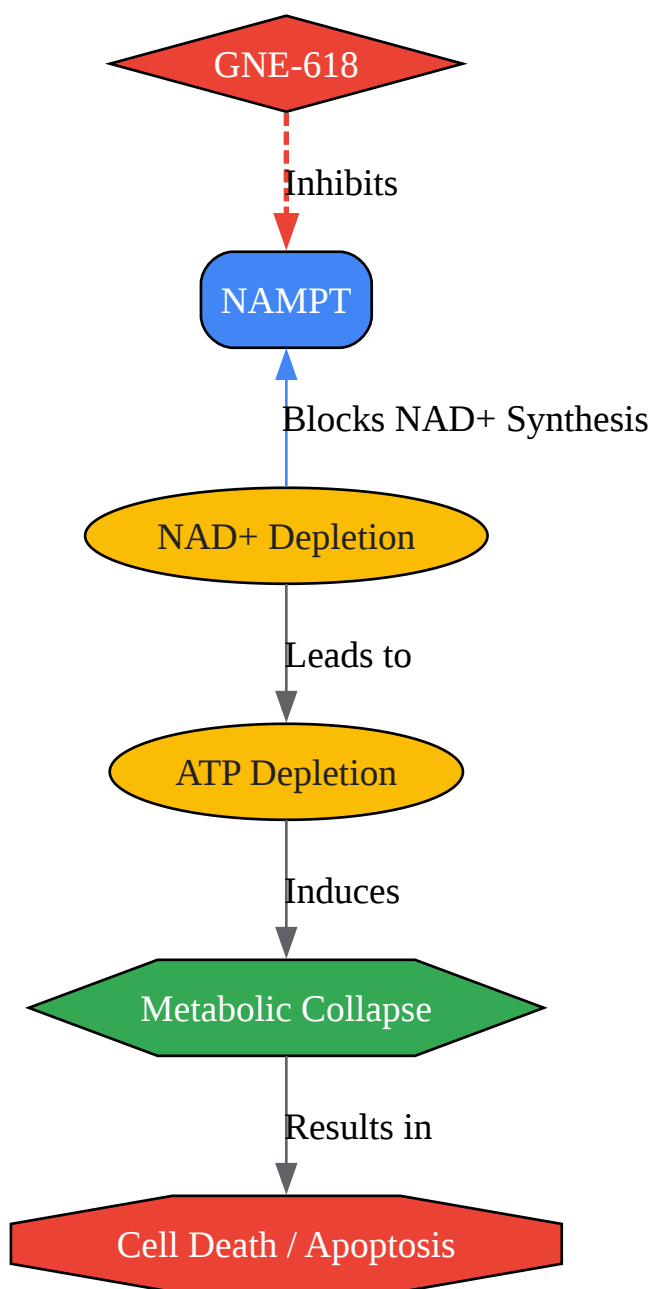 GNE-618
Inhibits
NAMPT
Blocks NAD+ Synthesis
NAD+ Depletion
Leads to
ATP Depletion
Induces
Metabolic Collapse
Results in
Cell Death / Apoptosis